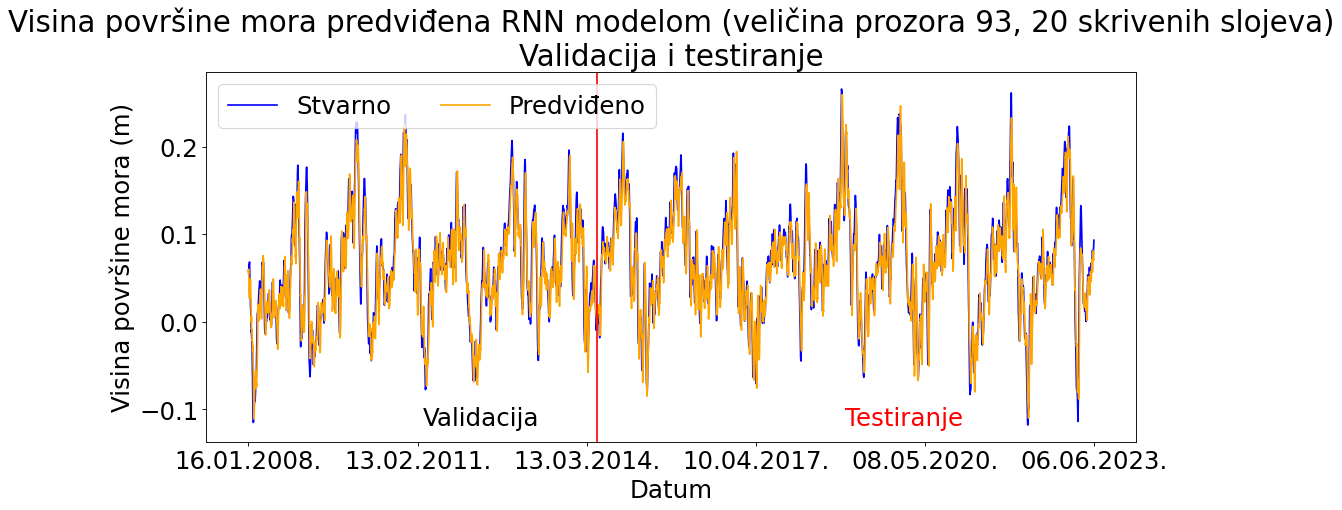 Visina površine mora predviđena RNN modelom (veličina prozora 93, 20 skrivenih slojeva)
Validacija i testiranje
Stvarno Predviđeno
Visina površine mora (m)
0.2
0.1
0.0
−0.1
Validacija Testiranje
16.01.2008. 13.02.2011. 13.03.2014. 10.04.2017. 08.05.2020. 06.06.2023.
Datum